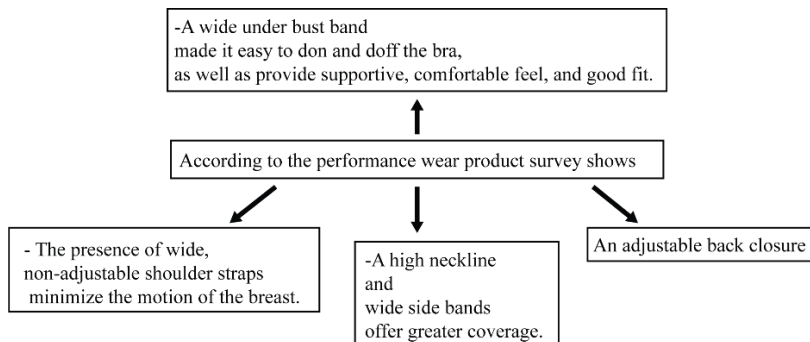 -A wide under bust band
made it easy to don and doff the bra,
as well as provide supportive, comfortable feel, and good fit.
According to the performance wear product survey shows
- The presence of wide,
non-adjustable shoulder straps
minimize the motion of the breast.
-A high neckline
and
wide side bands
offer greater coverage.
An adjustable back closure